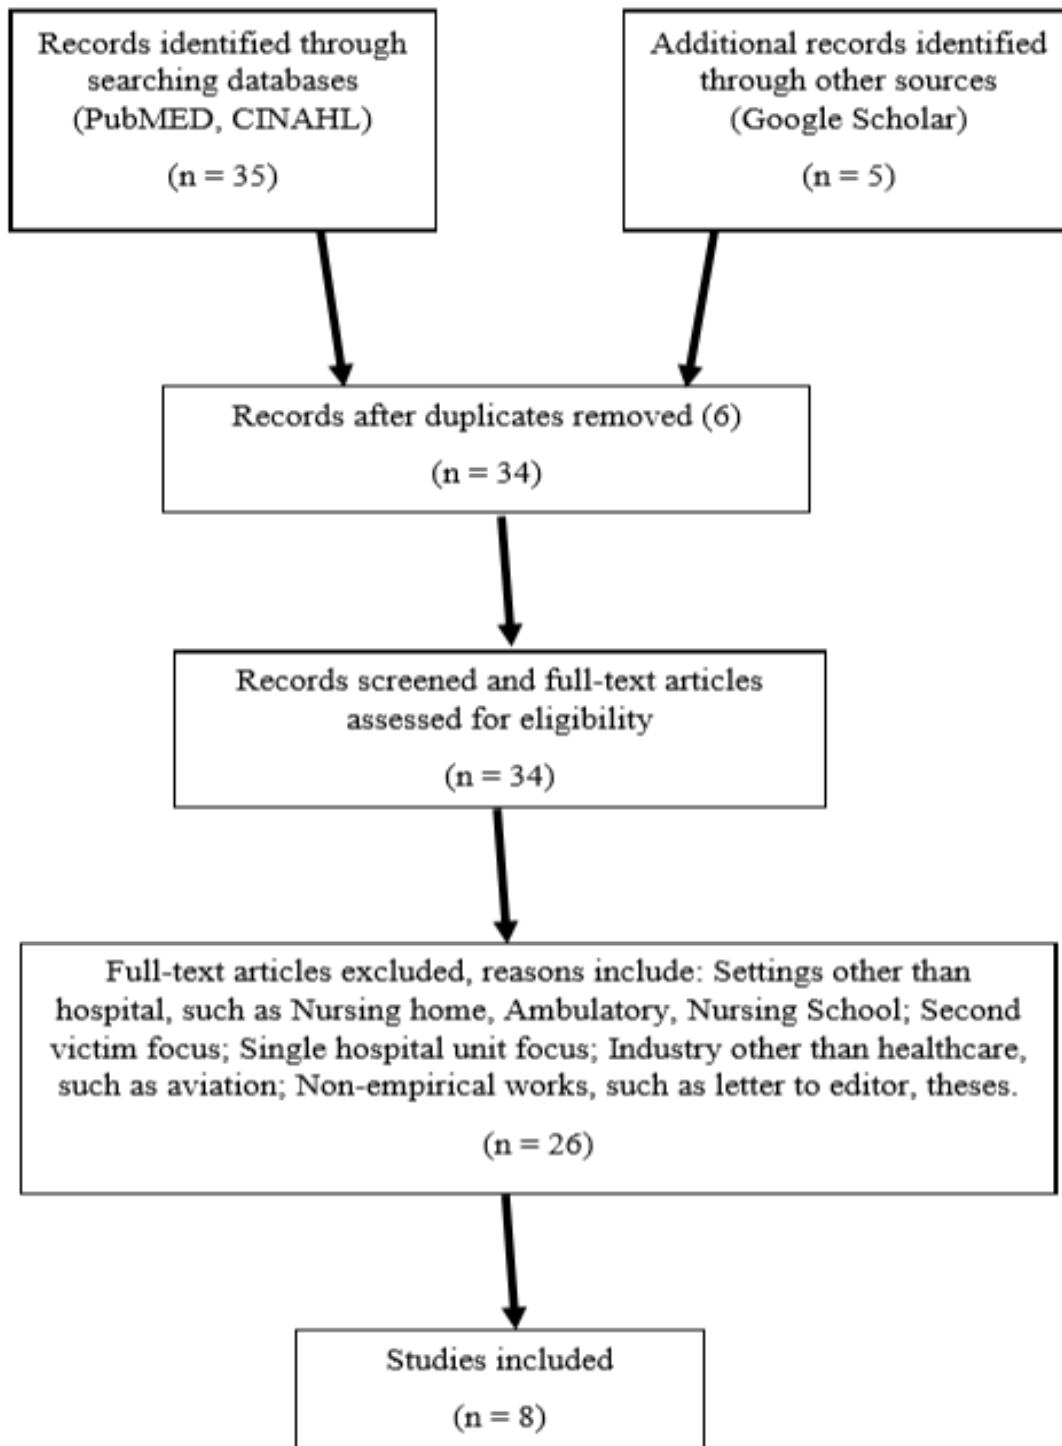 Records identified through
searching databases
(PubMED, CINAHL)
(n = 35)
Additional records identified
through other sources
(Google Scholar)
(n = 5)
Records after duplicates removed (6)
(n = 34)
Records screened and full-text articles
assessed for eligibility
(n = 34)
Full-text articles excluded, reasons include: Settings other than
hospital, such as Nursing home, Ambulatory, Nursing School; Second
victim focus; Single hospital unit focus; Industry other than healthcare,
such as aviation; Non-empirical works, such as letter to editor, theses.
(n = 26)
Studies included
(n = 8)